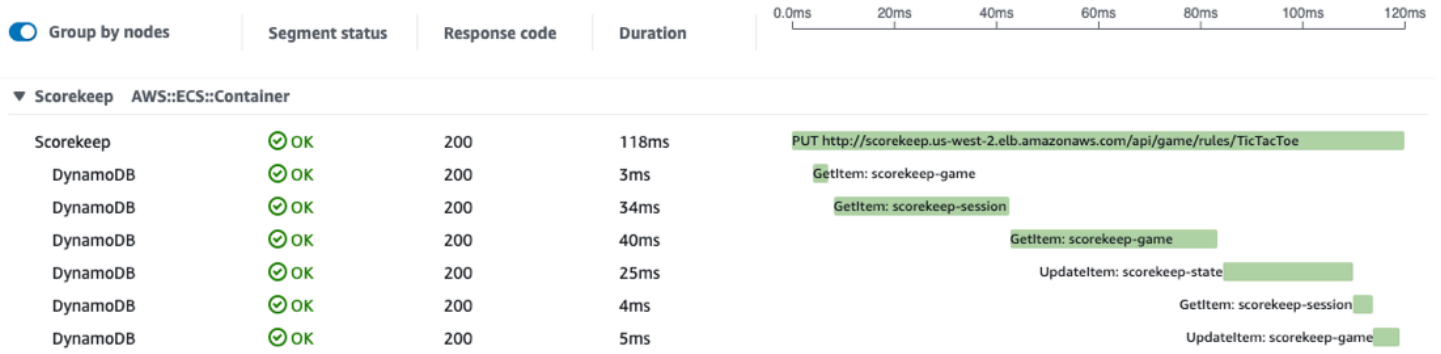 0.0ms 20ms 40ms 60ms 80ms 100ms 120ms
Group by nodes Segment status Response code Duration
▼ Scorekeep AWS::ECS::Container
Scorekeep OK 200 118ms PUT http://scorekeep.us-west-2.elb.amazonaws.com/api/game/rules/TicTacToe
DynamoDB OK 200 3ms GetItem: scorekeep-game
DynamoDB OK 200 34ms GetItem: scorekeep-session
DynamoDB OK 200 40ms GetItem: scorekeep-game
DynamoDB OK 200 25ms UpdateItem: scorekeep-state
DynamoDB OK 200 4ms GetItem: scorekeep-session
DynamoDB OK 200 5ms UpdateItem: scorekeep-game